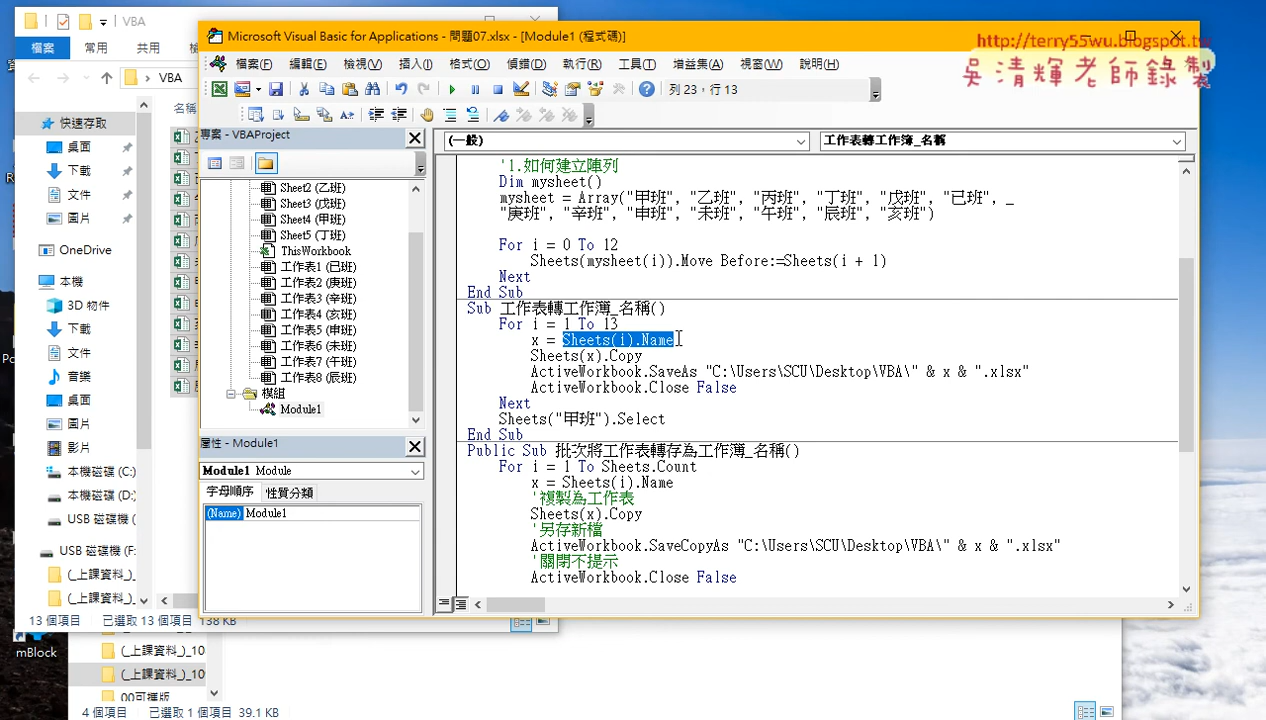 VBA
檔案
常用
共用
VBA
名稱
快速存取
桌面
下載
文件
圖片
OneDrive
本機
3D 物件
下載
文件
音樂
桌面
圖片
影片
本機磁碟 (C:)
本機磁碟 (D:)
USB 磁碟機 (
USB 磁碟機 (F:
(_上課資料_)_
(_上課資料_)_
13 個項目
已選取 13 個項目 138 KB
mBlock
(_上課資料_)_10
(_上課資料_)_10
00可攜版
4 個項目
已選取 1 個項目 39.1 KB
Microsoft Visual Basic for Applications - 問題07.xlsx - [Module1 (程式碼)]
http://terry55wu.blogspot.tw
吳清輝老師錄製
檔案(F)
編輯(E)
檢視(V)
插入(I)
格式(O)
偵錯(D)
執行(R)
工具(T)
增益集(A)
視窗(W)
說明(H)
列 23，行 13
專案 - VBAProject
Sheet2 (乙班)
Sheet3 (戊班)
Sheet4 (甲班)
Sheet5 (丁班)
ThisWorkbook
工作表1 (已班)
工作表2 (庚班)
工作表3 (辛班)
工作表4 (亥班)
工作表5 (申班)
工作表6 (未班)
工作表7 (午班)
工作表8 (辰班)
模組
Module1
屬性 - Module1
Module1 Module
字母順序
性質分類
(Name) Module1
(一般)
工作表轉工作簿_名稱
'1.如何建立陣列
Dim mysheet()
mysheet = Array("甲班", "乙班", "丙班", "丁班", "戊班", "已班", _
"庚班", "辛班", "申班", "未班", "午班", "辰班", "亥班")
For i = 0 To 12
Sheets(mysheet(i)).Move Before:=Sheets(i + 1)
Next
End Sub
Sub 工作表轉工作簿_名稱()
For i = 1 To 13
x = Sheets(i).Name
Sheets(x).Copy
ActiveWorkbook.SaveAs "C:\Users\SCU\Desktop\VBA\" & x & ".xlsx"
ActiveWorkbook.Close False
Next
Sheets("甲班").Select
End Sub
Public Sub 批次將工作表轉存為工作簿_名稱()
For i = 1 To Sheets.Count
x = Sheets(i).Name
'複製為工作表
Sheets(x).Copy
'另存新檔
ActiveWorkbook.SaveCopyAs "C:\Users\SCU\Desktop\VBA\" & x & ".xlsx"
'關閉不提示
ActiveWorkbook.Close False